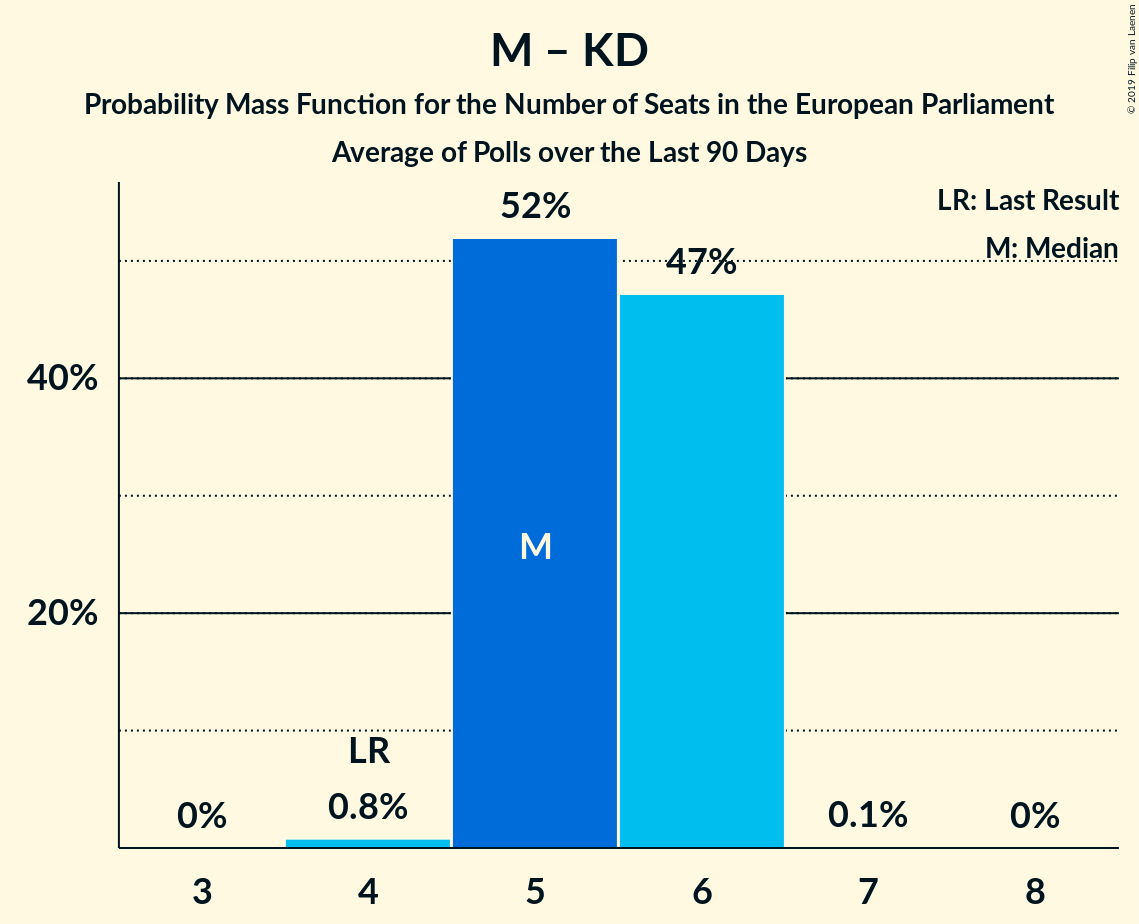 M – KD
Probability Mass Function for the Number of Seats in the European Parliament
Average of Polls over the Last 90 Days
© 2019 Filip van Laenen
LR: Last Result
M: Median
52%
47%
40%
M
20%
LR
0% 0.8% 0.1% 0%
3 4 5 6 7 8